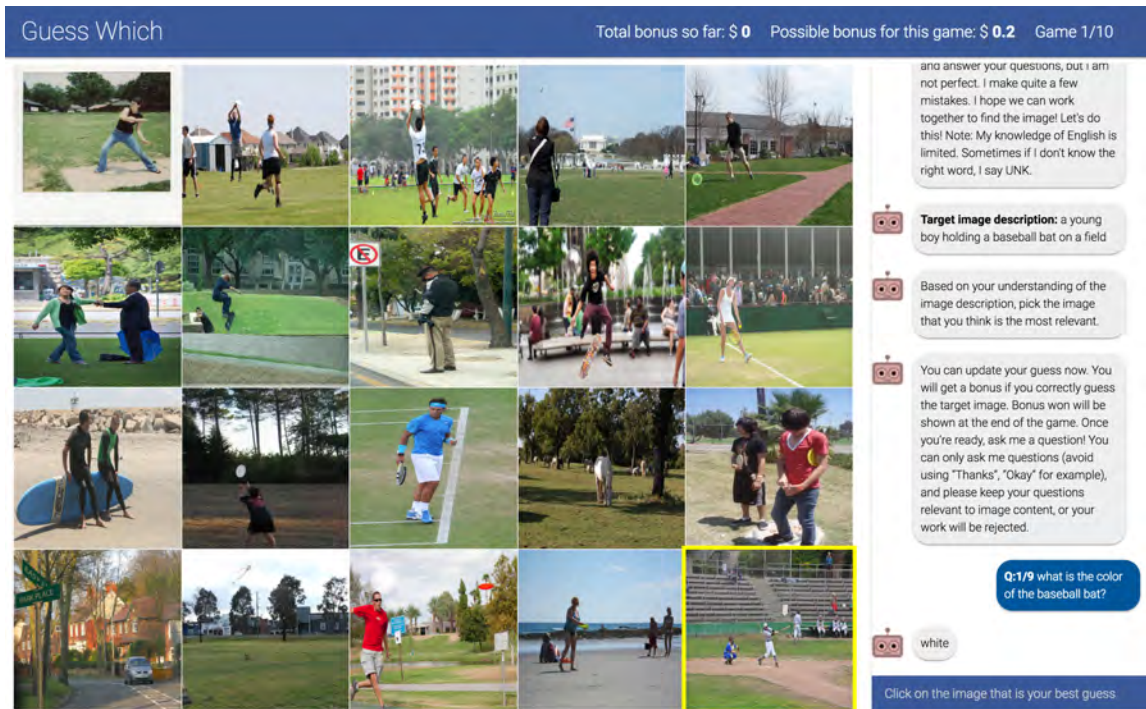 Guess Which
Total bonus so far: $ 0 Possible bonus for this game: $ 0.2 Game 1/10
and answer your questions, but I am
not perfect. I make quite a few
mistakes. I hope we can work
together to find the image! Let's do
this! Note: My knowledge of English is
limited. Sometimes if I don't know the
right word, I say UNK.
Target image description: a young
boy holding a baseball bat on a field
Based on your understanding of the
image description, pick the image
that you think is the most relevant.
You can update your guess now. You
will get a bonus if you correctly guess
the target image. Bonus won will be
shown at the end of the game. Once
you're ready, ask me a question! You
can only ask me questions (avoid
using "Thanks", "Okay" for example),
and please keep your questions
relevant to image content, or your
work will be rejected.
Q:1/9 what is the color
of the baseball bat?
white
Click on the image that is your best guess
E
PARK PLACE